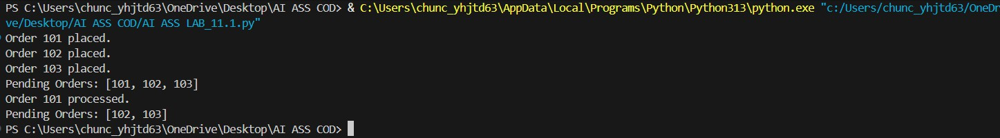 PS C:\Users\chunc_yhjtd63\OneDrive\Desktop\AI ASS COD> & C:\Users\chunc_yhjtd63\AppData\Local\Programs\Python\Python313\python.exe "c:/Users/chunc_yhjtd63/OneDri
ve/Desktop/AI ASS COD/AI ASS LAB_11.1.py"
Order 101 placed.
Order 102 placed.
Order 103 placed.
Pending Orders: [101, 102, 103]
Order 101 processed.
Pending Orders: [102, 103]
PS C:\Users\chunc_yhjtd63\OneDrive\Desktop\AI ASS COD>